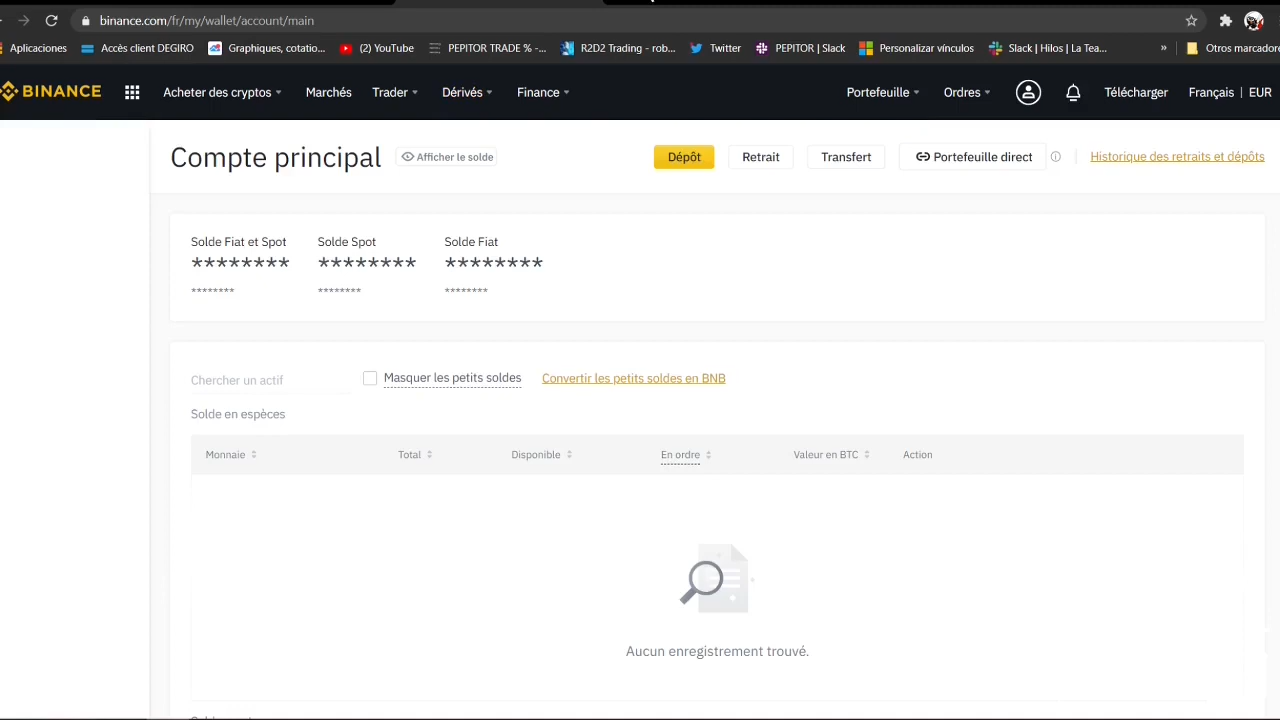 binance.com/fr/my/wallet/account/main
Aplicaciones Accès client DEGIRO Graphiques, cotatio... (2) YouTube PEPITOR TRADE %-... R2D2 Trading - rob... Twitter PEPITOR | Slack Personalizar vínculos Slack | Hilos | La Tea... » Otros marcadore
BINANCE Acheter des cryptos Marchés Trader Dérivés Finance Portefeuille Ordres Télécharger Français | EUR
Compte principal Afficher le solde Dépôt Retrait Transfert Portefeuille direct Historique des retraits et dépôts
Solde Fiat et Spot Solde Spot Solde Fiat
******** ******** ********
******** ******** ********
Chercher un actif Masquer les petits soldes Convertir les petits soldes en BNB
Solde en espèces
Monnaie Total Disponible En ordre Valeur en BTC Action
Aucun enregistrement trouvé.